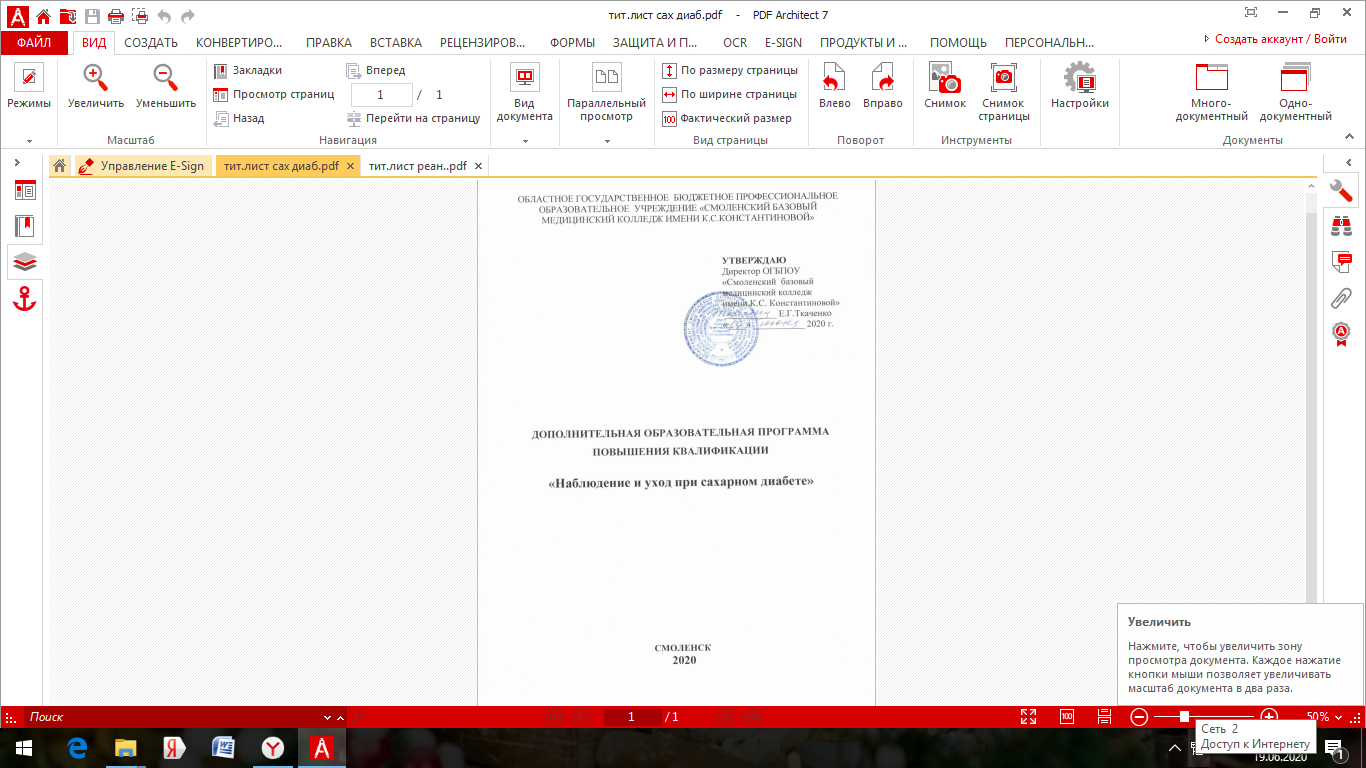 тит.лист сах диаб.pdf - PDF Architect 7
ФАЙЛ ВИД СОЗДАТЬ КОНВЕРТИРО... ПРАВКА ВСТАВКА РЕЦЕНЗИРОВ... ФОРМЫ ЗАЩИТА И П... OCR E-SIGN ПРОДУКТЫ И ... ПОМОЩЬ ПЕРСОНАЛЬН... Создать аккаунт / Войти
Режимы
Увеличить Уменьшить
Масштаб
Закладки Вперед
Просмотр страниц 1 / 1
Назад Перейти на страницу
Навигация
Вид
документа
Параллельный
просмотр
По размеру страницы
По ширине страницы
100 Фактический размер
Вид страницы
Влево Вправо
Поворот
Снимок Снимок
страницы
Инструменты
Настройки
Много-
документный
Одно-
документный
Документы
Управление E-Sign тит.лист сах диаб.pdf тит.лист реан..pdf
ОБЛАСТНОЕ ГОСУДАРСТВЕННОЕ БЮДЖЕТНОЕ ПРОФЕССИОНАЛЬНОЕ
ОБРАЗОВАТЕЛЬНОЕ УЧРЕЖДЕНИЕ «СМОЛЕНСКИЙ БАЗОВЫЙ
МЕДИЦИНСКИЙ КОЛЛЕДЖ ИМЕНИ К.С.КОНСТАНТИНОВОЙ»
УТВЕРЖДАЮ
Директор ОГБПОУ
«Смоленский базовый
медицинский колледж
имени К.С. Константиновой»
Е.Г.Ткаченко
2020 г.
ДОПОЛНИТЕЛЬНАЯ ОБРАЗОВАТЕЛЬНАЯ ПРОГРАММА
ПОВЫШЕНИЯ КВАЛИФИКАЦИИ
«Наблюдение и уход при сахарном диабете»
СМОЛЕНСК
2020
Увеличить
Нажмите, чтобы увеличить зону
просмотра документа. Каждое нажатие
кнопки мыши позволяет увеличивать
масштаб документа в два раза.
Поиск 1 / 1 100 50%
Сеть 2
Доступ к Интернету
19.06.2020 1